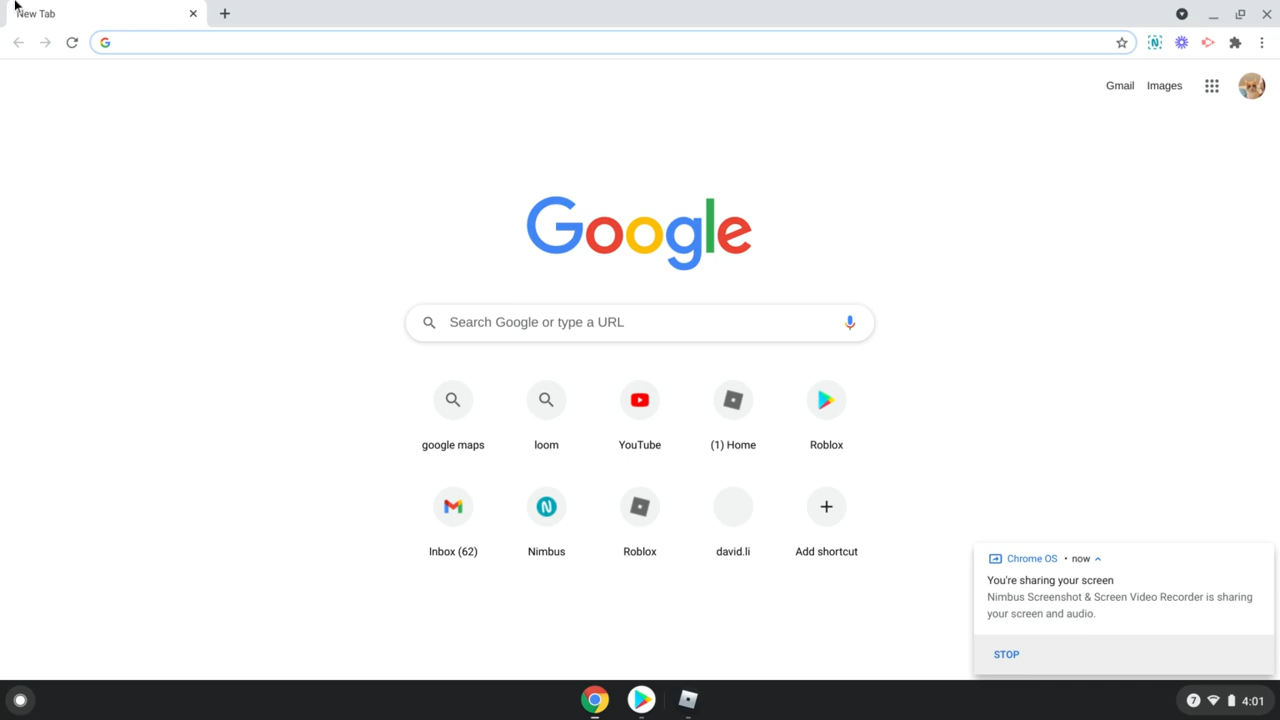 New Tab
Gmail Images
Google
Search Google or type a URL
google maps loom YouTube (1) Home Roblox
Inbox (62) Nimbus Roblox david.li Add shortcut
Chrome OS • now
You're sharing your screen
Nimbus Screenshot & Screen Video Recorder is sharing
your screen and audio.
STOP
7 4:01